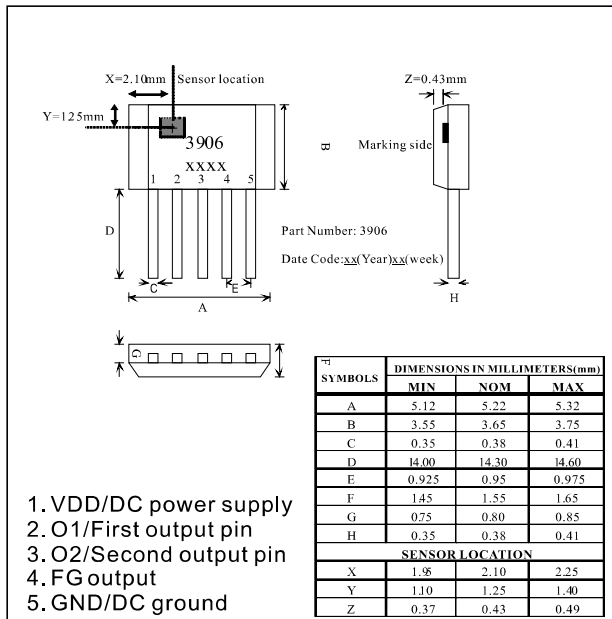 X=2.10mm Sensor location
Z=0.43mm
Y=125mm
3906
XXXX
1 2 3 4 5
B
Marking side
D
Part Number: 3906
Date Code:xx(Year)xx(week)
C E
A
H
G
F
SYMBOLS DIMENSIONS IN MILLIMETERS(mm)
MIN NOM MAX
A 5.12 5.22 5.32
B 3.55 3.65 3.75
C 0.35 0.38 0.41
D 14.00 14.30 14.60
E 0.925 0.95 0.975
F 1.45 1.55 1.65
G 0.75 0.80 0.85
H 0.35 0.38 0.41
SENSOR LOCATION
X 1.95 2.10 2.25
Y 1.10 1.25 1.40
Z 0.37 0.43 0.49
1. VDD/DC power supply
2. O1/First output pin
3. O2/Second output pin
4. FG output
5. GND/DC ground